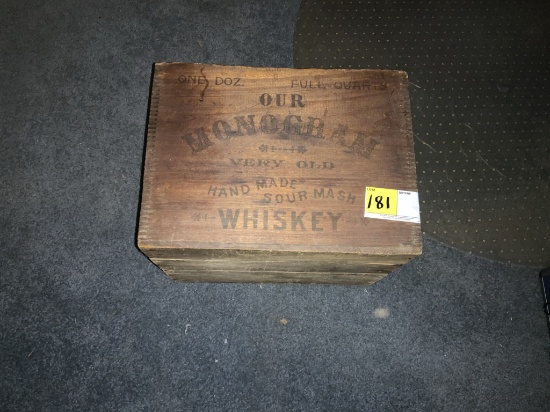 ONE DOZ. FULL QUARTS
OUR
MONOGRAM
VERY OLD
HAND MADE
SOUR MASH
WHISKEY
181